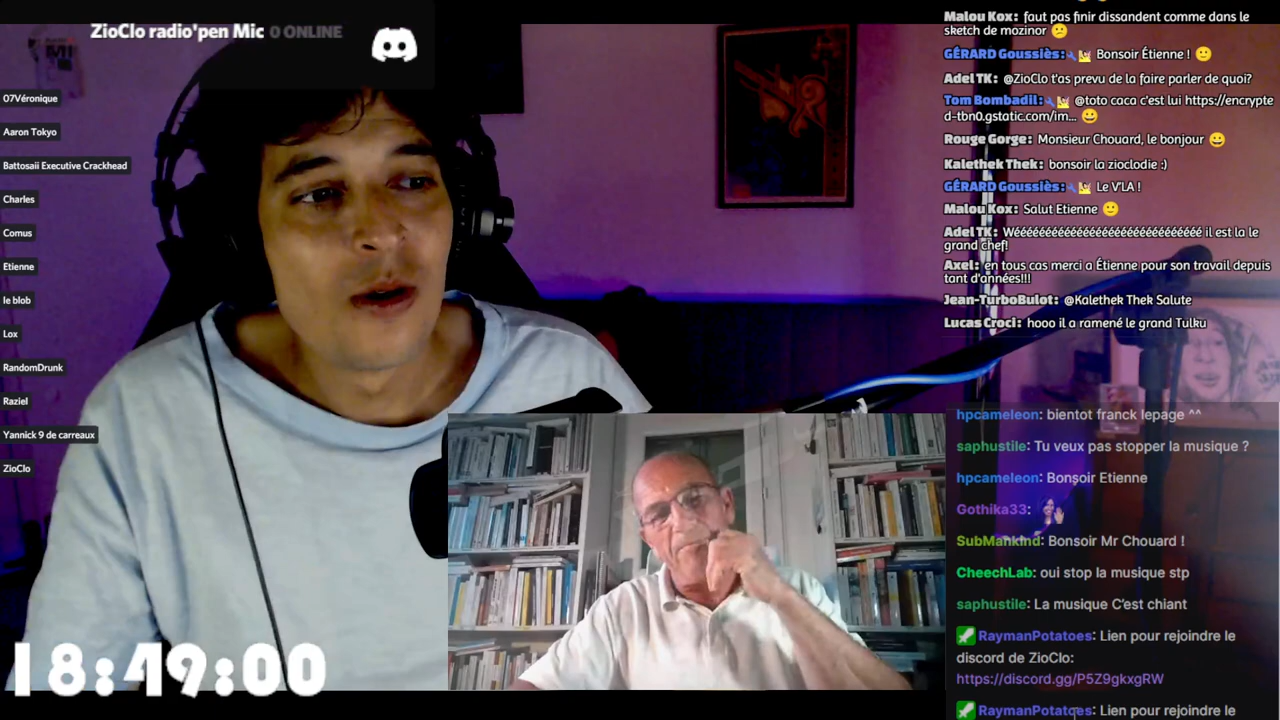 ZioClo radio'pen Mic 0 ONLINE
07Véronique
Aaron Tokyo
Battosaii Executive Crackhead
Charles
Comus
Etienne
le blob
Lox
RandomDrunk
Raziel
Yannick 9 de carreaux
ZioClo
18:49:00
Malou Kox: faut pas finir dissandent comme dans le
sketch de mozinor 😕
GÉRARD Goussiès: Bonsoir Étienne ! 🙂
Adel TK: @ZioClo t'as prevu de la faire parler de quoi?
Tom Bombadil: @toto caca c'est lui https://encrypte
d-tbn0.gstatic.com/im... 😀
Rouge Gorge: Monsieur Chouard, le bonjour 😀
Kalethek Thek: bonsoir la zioclodie :)
GÉRARD Goussiès: Le V'LA !
Malou Kox: Salut Etienne 🙂
Adel TK: Wéééééééééééééééééééééééééééééé il est la le
grand chef!
Axel: en tous cas merci a Étienne pour son travail depuis
tant d'années!!!
Jean-TurboBulot: @Kalethek Thek Salute
Lucas Croci: hooo il a ramené le grand Tulku
hpcameleon: bientot franck lepage ^^
saphustile: Tu veux pas stopper la musique ?
hpcameleon: Bonsoir Etienne
Gothika33:
SubMankind: Bonsoir Mr Chouard !
CheechLab: oui stop la musique stp
saphustile: La musique C'est chiant
RaymanPotatoes: Lien pour rejoindre le
discord de ZioClo:
https://discord.gg/P5Z9gkxgRW
RaymanPotatoes: Lien pour rejoindre le